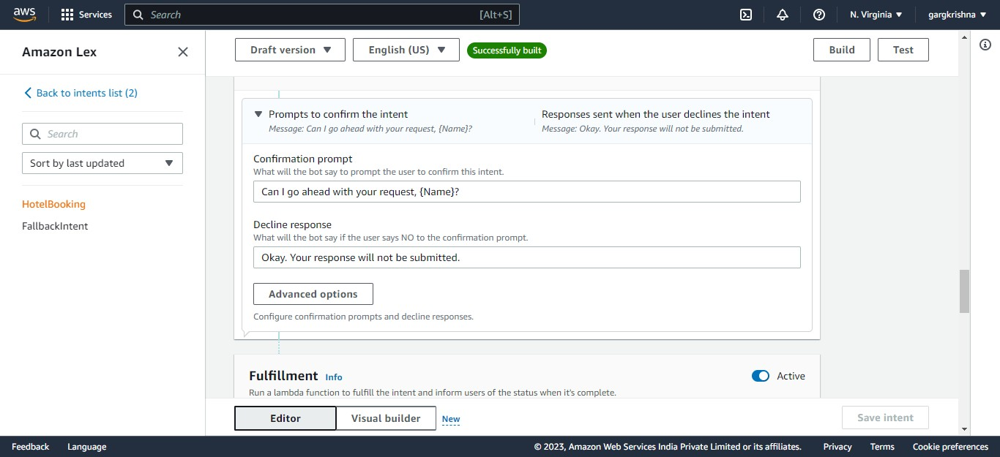 aws
Services
Search
[Alt+S]
N. Virginia
gargkrishna
Amazon Lex
Back to intents list (2)
Search
Sort by last updated
HotelBooking
FallbackIntent
Draft version
English (US)
Successfully built
Build
Test
Prompts to confirm the intent
Message: Can I go ahead with your request, {Name}?
Responses sent when the user declines the intent
Message: Okay. Your response will not be submitted.
Confirmation prompt
What will the bot say to prompt the user to confirm this intent.
Can I go ahead with your request, {Name}?
Decline response
What will the bot say if the user says NO to the confirmation prompt.
Okay. Your response will not be submitted.
Advanced options
Configure confirmation prompts and decline responses.
Fulfillment Info
Active
Run a lambda function to fulfill the intent and inform users of the status when it's complete.
Editor
Visual builder
New
Save intent
Feedback
Language
© 2023, Amazon Web Services India Private Limited or its affiliates.
Privacy
Terms
Cookie preferences